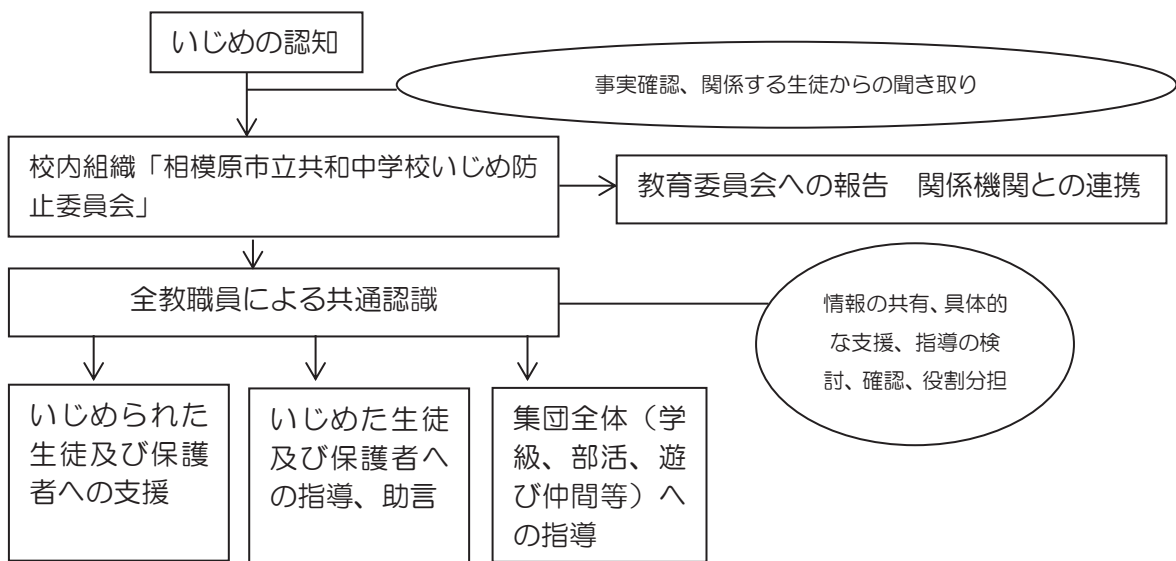 いじめの認知
事実確認、関係する生徒からの聞き取り
校内組織「相模原市立共和中学校いじめ防
止委員会」
教育委員会への報告　関係機関との連携
全教職員による共通認識
情報の共有、具体的
な支援、指導の検
討、確認、役割分担
いじめられた
生徒及び保護
者への支援
いじめた生徒
及び保護者へ
の指導、助言
集団全体（学
級、部活、遊
び仲間等）へ
の指導